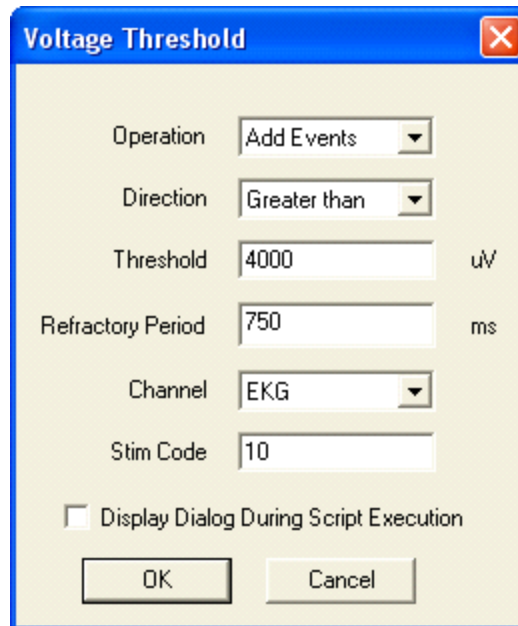 Voltage Threshold
Operation Add Events
Direction Greater than
Threshold 4000 uV
Refractory Period 750 ms
Channel EKG
Stim Code 10
Display Dialog During Script Execution
OK Cancel